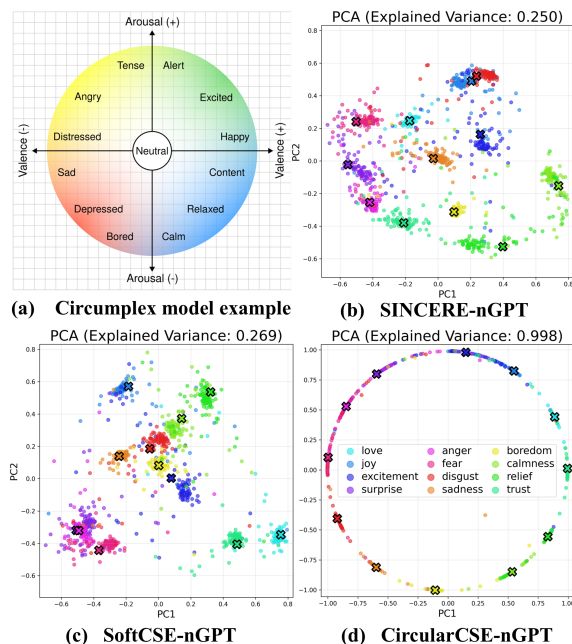 Arousal (+)
Tense
Alert
Angry
Excited
Distressed
Happy
Valence (-)
Neutral
Valence (+)
Sad
Content
Depressed
Relaxed
Bored
Calm
Arousal (-)
(a) Circumplex model example
PCA (Explained Variance: 0.250)
PC2
0.6
0.4
0.2
0.0
−0.2
−0.4
−0.6
−0.6 −0.4 −0.2 0.0 0.2 0.4 0.6 0.8
PC1
(b) SINCERE-nGPT
PCA (Explained Variance: 0.269)
PC2
0.8
0.6
0.4
0.2
0.0
−0.2
−0.4
−0.6
−0.6 −0.4 −0.2 0.0 0.2 0.4 0.6 0.8
PC1
(c) SoftCSE-nGPT
PCA (Explained Variance: 0.998)
1.00
0.75
0.50
0.25
0.00
−0.25
−0.50
−0.75
−1.00
love anger boredom
joy fear calmness
excitement disgust relief
surprise sadness trust
−1.00 −0.75 −0.50 −0.25 0.00 0.25 0.50 0.75 1.00
PC1
(d) CircularCSE-nGPT